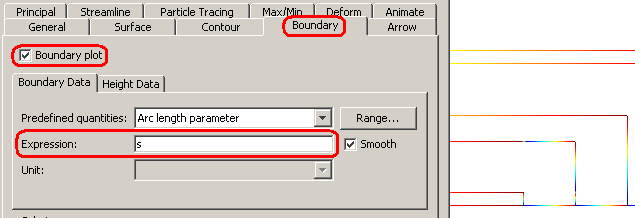 Principal Streamline Particle Tracing Max/Min Deform Animate
General Surface Contour Boundary Arrow
Boundary plot
Boundary Data Height Data
Predefined quantities: Arc length parameter Range...
Expression: s Smooth
Unit: